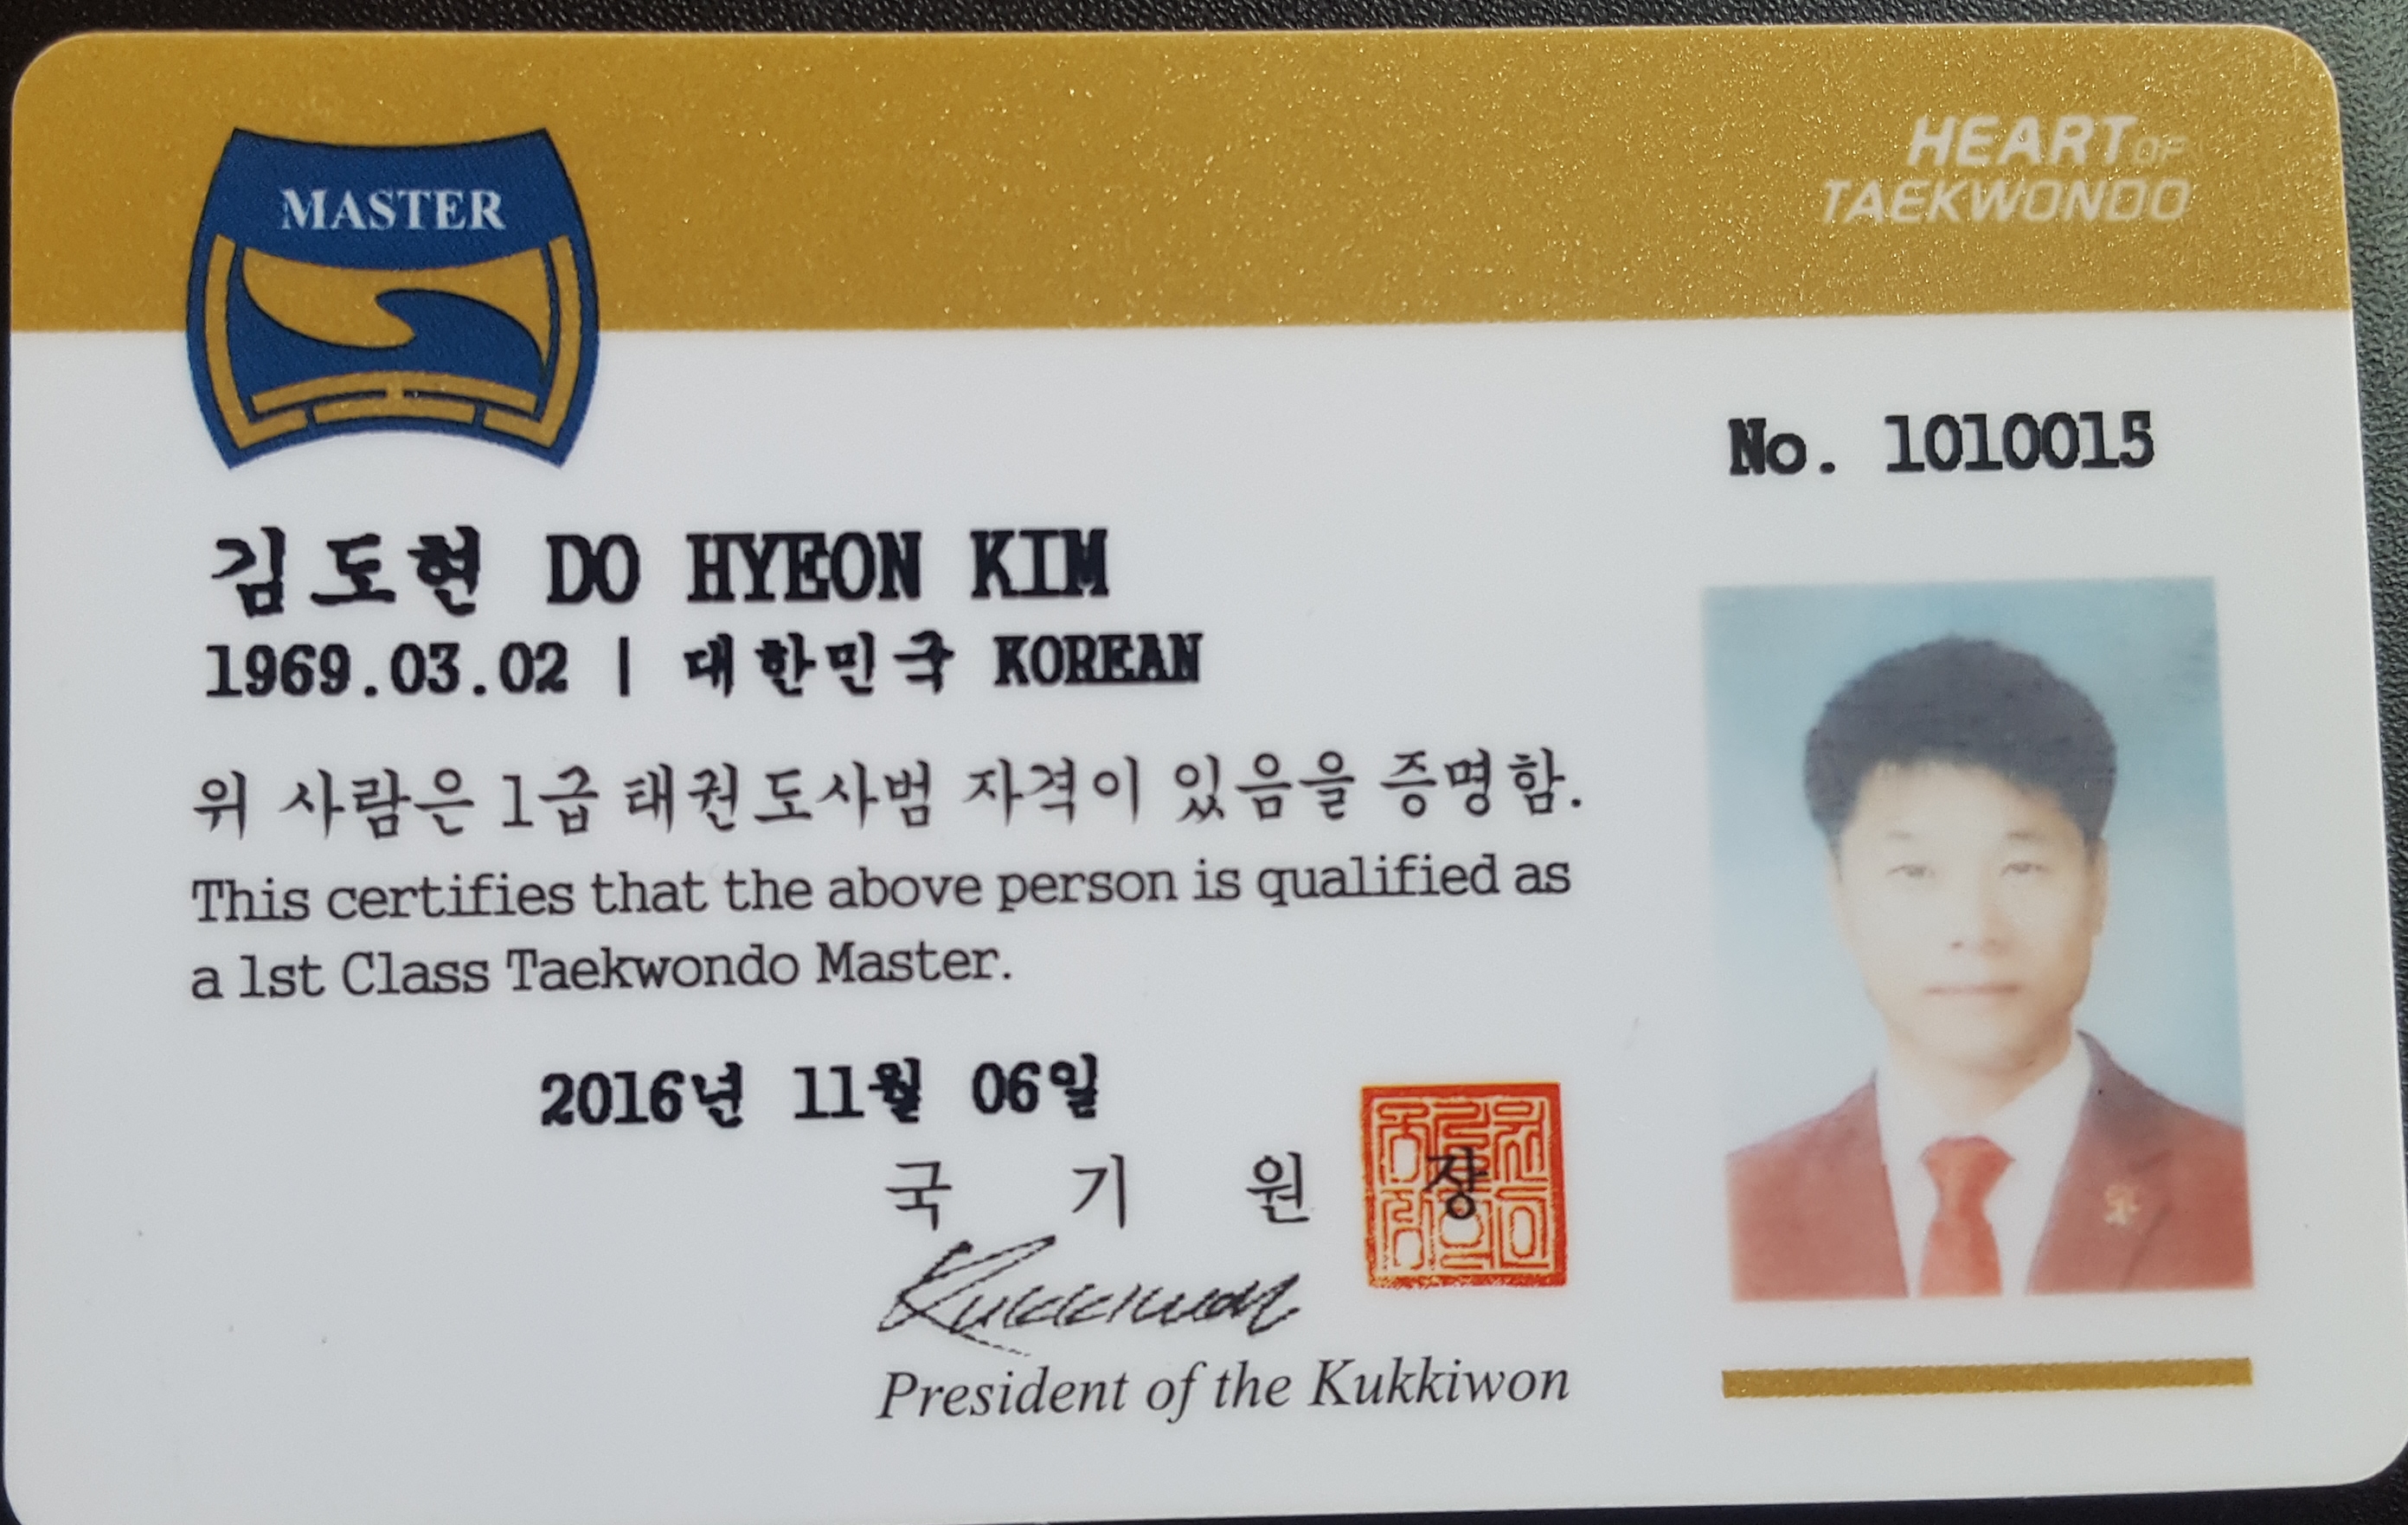 MASTER
HEART OF
TAEKWONDO
No. 1010015
김도현 DO HYEON KIM
1969.03.02 | 대한민국 KOREAN
위 사람은 1급 태권도사범 자격이 있음을 증명함.
This certifies that the above person is qualified as
a 1st Class Taekwondo Master.
2016년 11월 06일
국 기 원 장
Kukkiwon
President of the Kukkiwon